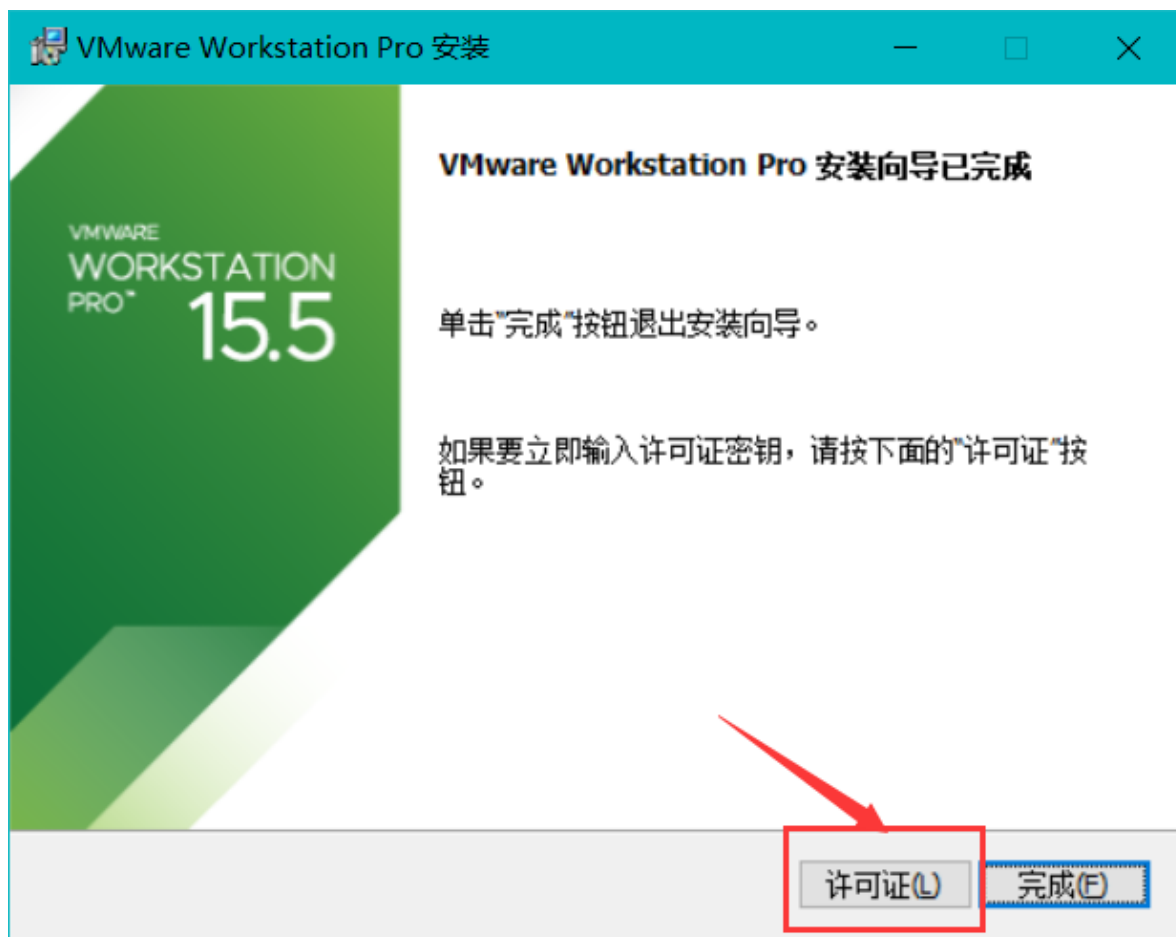 VMware Workstation Pro 安装
VMware Workstation Pro 安装向导已完成
VMWARE
WORKSTATION
PRO™ 15.5
单击"完成"按钮退出安装向导。
如果要立即输入许可证密钥，请按下面的"许可证"按
钮。
许可证(L) 完成(F)